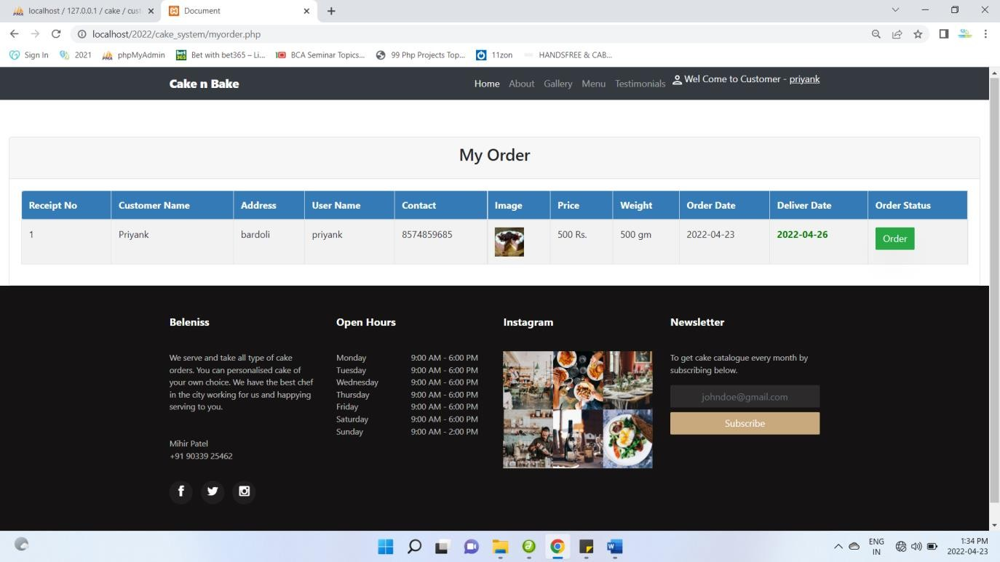 localhost / 127.0.0.1 / cake / cust
Document
localhost/2022/cake_system/myorder.php
Sign In
2021
phpMyAdmin
bet365
Bet with bet365 – Li...
BCA Seminar Topics...
99 Php Projects Top...
11zon
HANDSFREE & CAB...
Cake n Bake
Home
About
Gallery
Menu
Testimonials
Wel Come to Customer - priyank
My Order
Receipt No
Customer Name
Address
User Name
Contact
Image
Price
Weight
Order Date
Deliver Date
Order Status
1
Priyank
bardoli
priyank
8574859685
500 Rs.
500 gm
2022-04-23
2022-04-26
Order
Beleniss
We serve and take all type of cake
orders. You can personalised cake of
your own choice. We have the best chef
in the city working for us and happying
serving to you.
Mihir Patel
+91 90339 25462
Open Hours
Monday 9:00 AM - 6:00 PM
Tuesday 9:00 AM - 6:00 PM
Wednesday 9:00 AM - 6:00 PM
Thursday 9:00 AM - 6:00 PM
Friday 9:00 AM - 6:00 PM
Saturday 9:00 AM - 6:00 PM
Sunday 9:00 AM - 2:00 PM
Instagram
Newsletter
To get cake catalogue every month by
subscribing below.
johndoe@gmail.com
Subscribe
ENG
IN
1:34 PM
2022-04-23